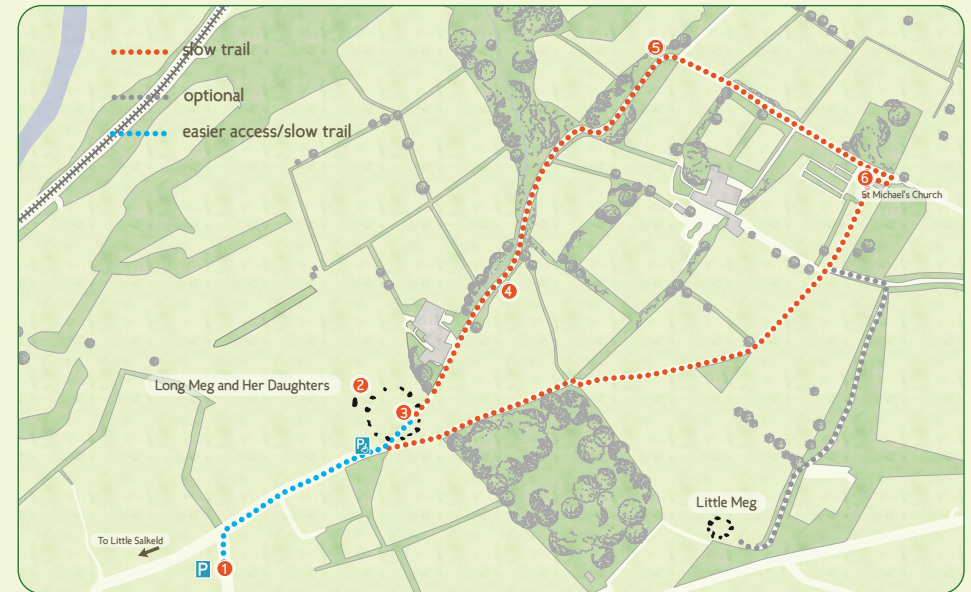 slow trail
optional
easier access/slow trail
5
6
St Michael's Church
4
Long Meg and Her Daughters
2
3
P
Little Meg
To Little Salkeld
P
1